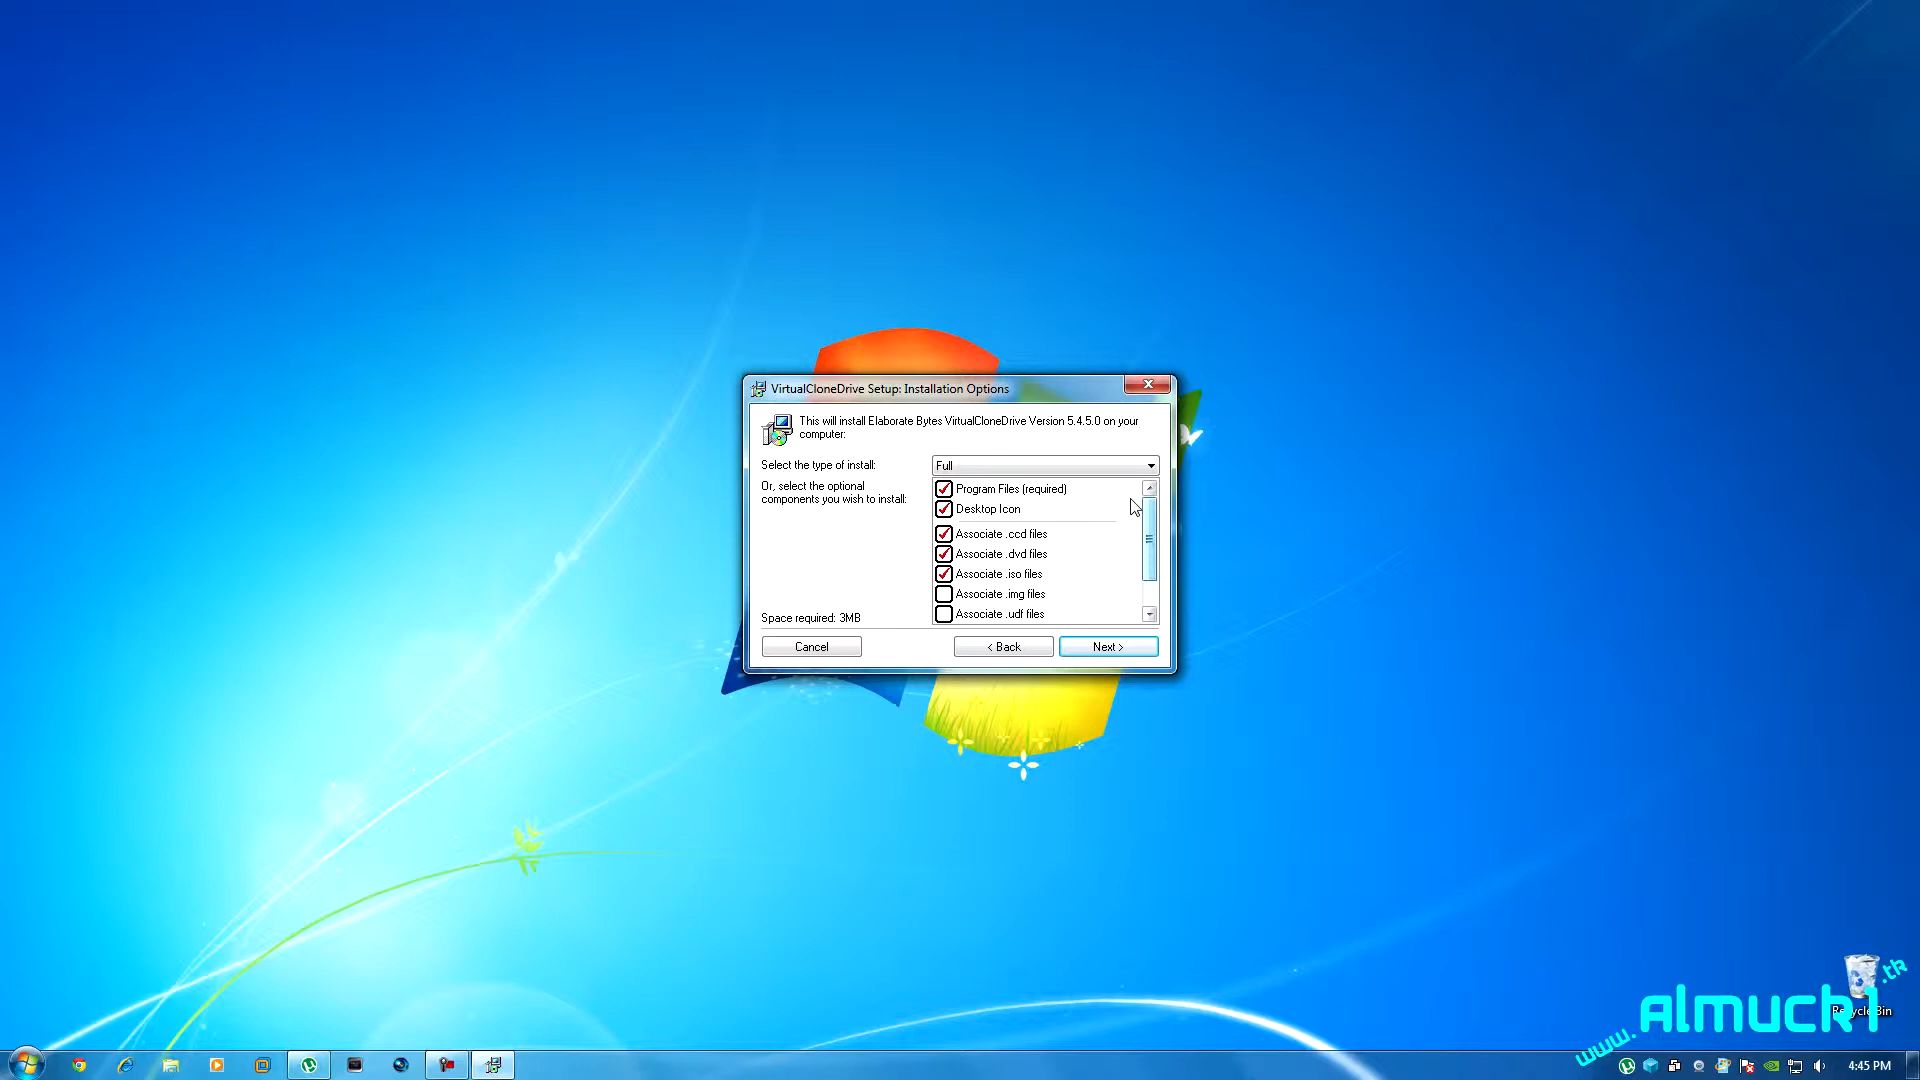 VirtualCloneDrive Setup: Installation Options
This will install Elaborate Bytes VirtualCloneDrive Version 5.4.5.0 on your
computer:
Select the type of install:
Full
Or, select the optional
components you wish to install:
Program Files (required)
Desktop Icon
Associate .ccd files
Associate .dvd files
Associate .iso files
Associate .img files
Associate .udf files
Space required: 3MB
Cancel
< Back
Next >
Recycle Bin
www.almuck1.tk
4:45 PM